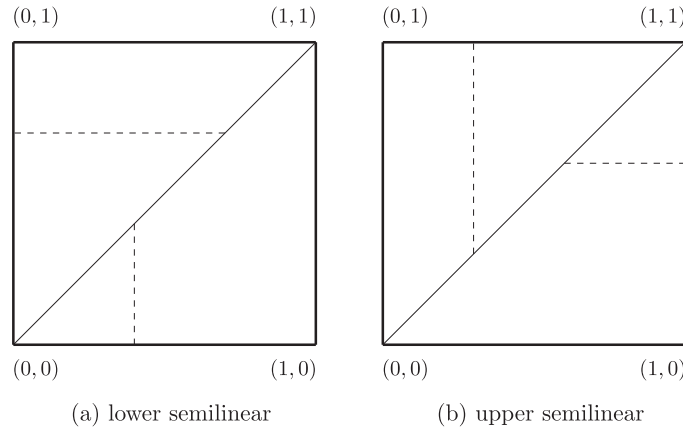 (0, 1) (1, 1) (0, 1) (1, 1)
(0, 0) (1, 0) (0, 0) (1, 0)
(a) lower semilinear (b) upper semilinear